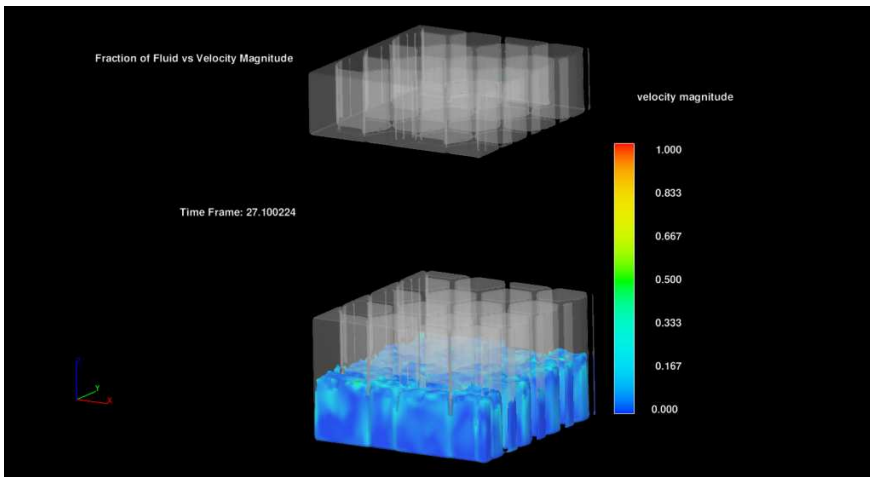 Fraction of Fluid vs Velocity Magnitude
velocity magnitude
1.000
0.833
0.667
0.500
0.333
0.167
0.000
Time Frame: 27.100224
Y
X